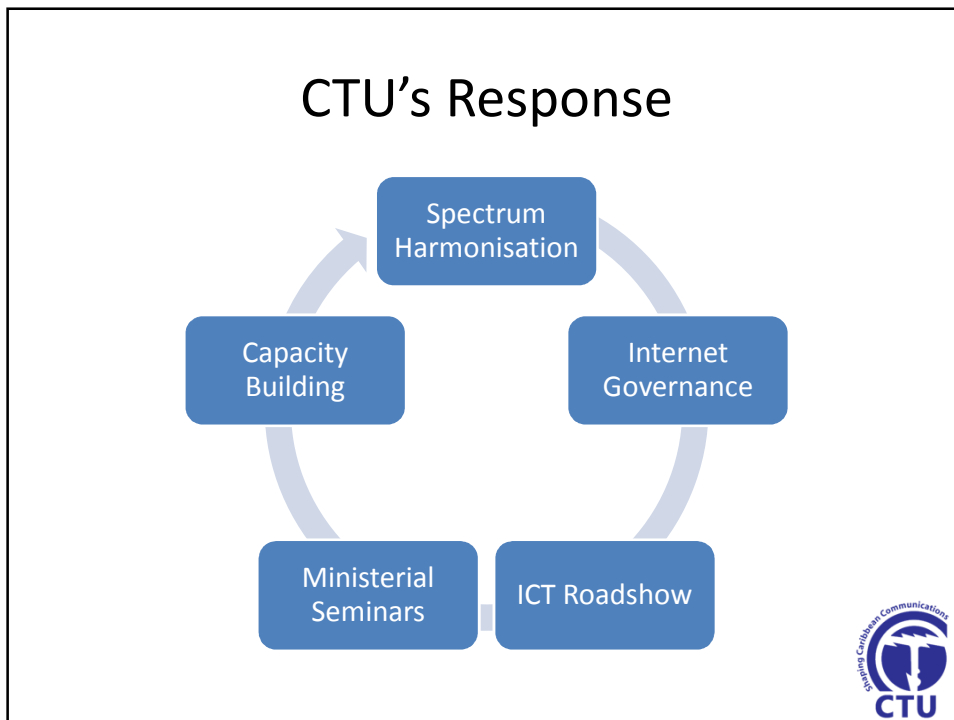 CTU’s Response
Spectrum
Harmonisation
Internet
Governance
ICT Roadshow
Ministerial
Seminars
Capacity
Building
Shaping Caribbean Communications
CTU